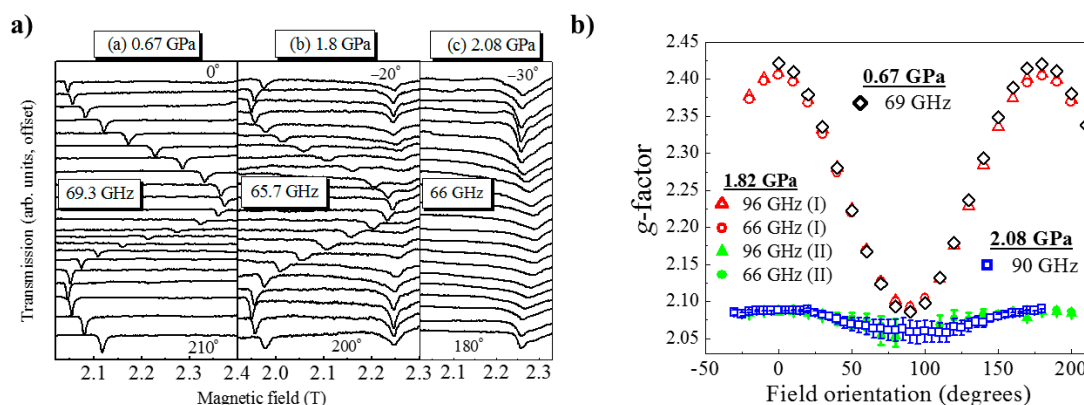 a)
(a) 0.67 GPa
(b) 1.8 GPa
(c) 2.08 GPa
0°
−20°
−30°
69.3 GHz
65.7 GHz
66 GHz
210°
200°
180°
Transmission (arb. units, offset)
2.1 2.2 2.3 2.4 2.0 2.1 2.2 2.3 2.1 2.2 2.3
Magnetic field (T)
b)
2.45
2.40
2.35
2.30
2.25
2.20
2.15
2.10
2.05
g-factor
0.67 GPa
69 GHz
1.82 GPa
96 GHz (I)
66 GHz (I)
96 GHz (II)
66 GHz (II)
2.08 GPa
90 GHz
-50 0 50 100 150 200
Field orientation (degrees)